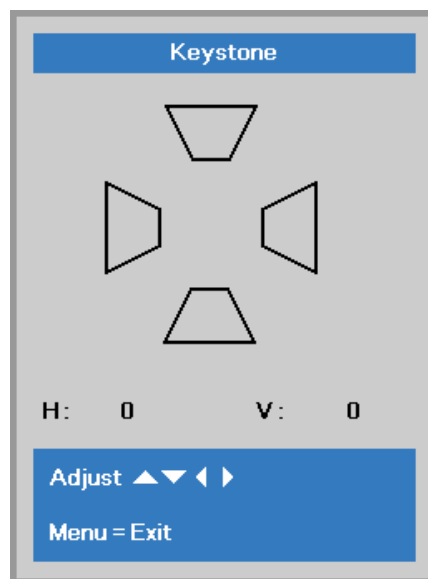 Keystone
H: 0 V: 0
Adjust ▲▼◀▶
Menu = Exit